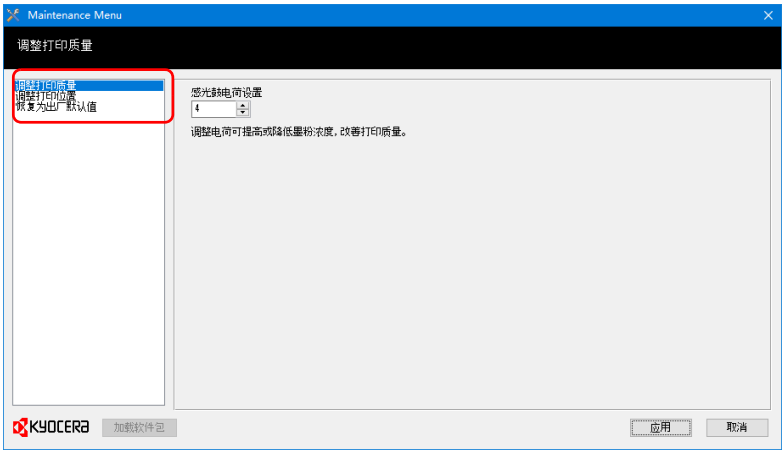 Maintenance Menu
调整打印质量
调整打印质量
调整打印位置
恢复为出厂默认值
感光鼓电荷设置
4
调整电荷可提高或降低墨粉浓度，改善打印质量。
KYOCERA
加载软件包
应用
取消